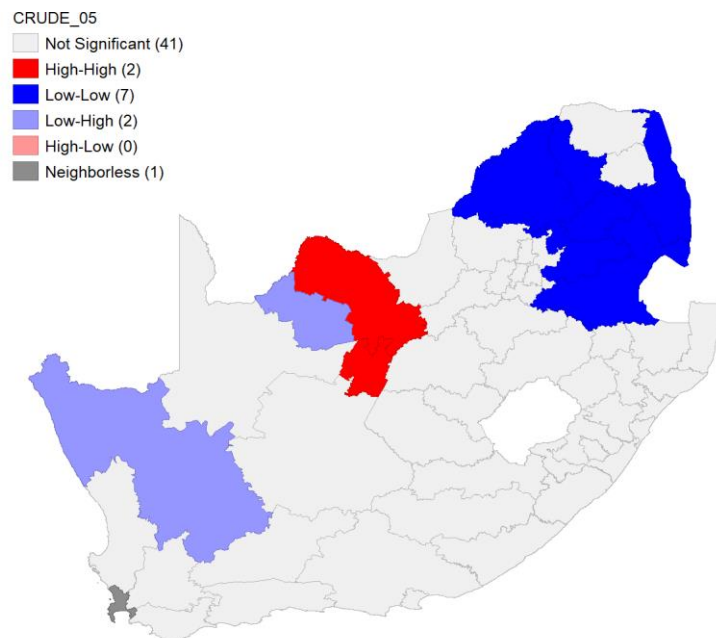 CRUDE_05
Not Significant (41)
High-High (2)
Low-Low (7)
Low-High (2)
High-Low (0)
Neighborless (1)